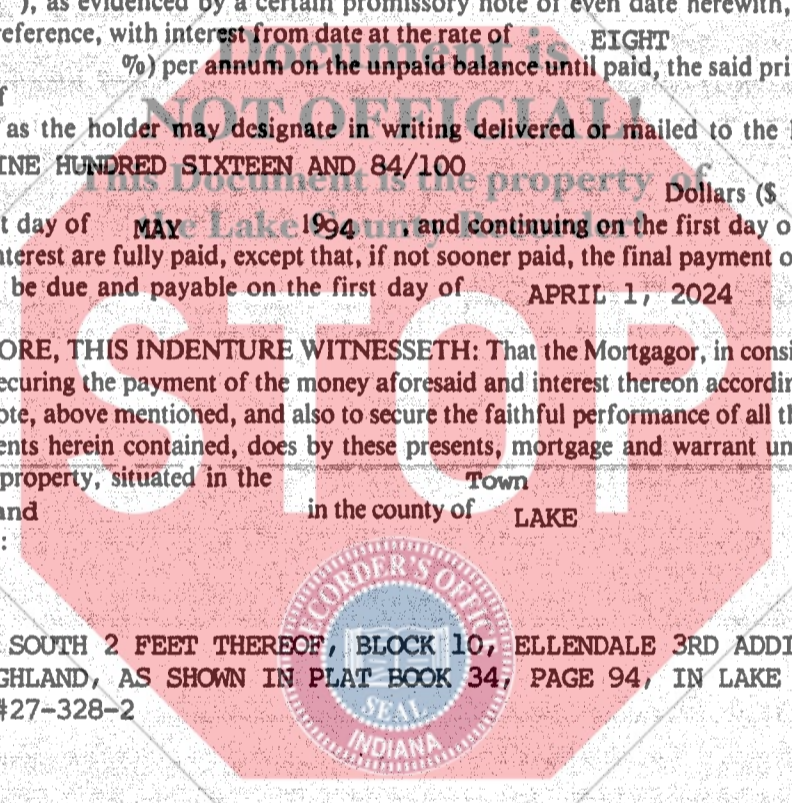 ), as evidenced by a certain promissory note of even date herewith,
eference, with interest from date at the rate of EIGHT
%) per annum on the unpaid balance until paid, the said pri
f
as the holder may designate in writing delivered or mailed to the
INE HUNDRED SIXTEEN AND 84/100
Dollars ($
t day of MAY 1994 , and continuing on the first day o
nterest are fully paid, except that, if not sooner paid, the final payment o
be due and payable on the first day of APRIL 1, 2024
ORE, THIS INDENTURE WITNESSETH: That the Mortgagor, in consi
ecuring the payment of the money aforesaid and interest thereon accordin
ote, above mentioned, and also to secure the faithful performance of all th
ents herein contained, does by these presents, mortgage and warrant un
property, situated in the Town
and in the county of LAKE
:
SOUTH 2 FEET THEREOF, BLOCK 10, ELLENDALE 3RD ADDI
GHLAND, AS SHOWN IN PLAT BOOK 34, PAGE 94, IN LAKE
#27-328-2
Document is
NOT OFFICIAL!
This Document is the property of
the Lake County Recorder!
STOP
RECORDER'S OFFIC
SEAL
INDIANA